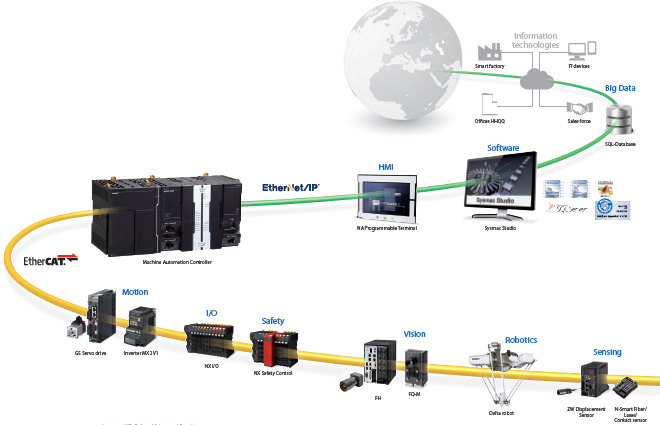 Information
technologies
Smart factory
IT devices
Big Data
Offices HHQQ
Sales force
SQL-Database
Software
HMI
EtherNet/IP
Sysmac Studio
NA Programmable Terminal
Sysmac Studio
Machine Automation Controller
EtherCAT
Motion
I/O
Safety
Vision
Robotics
Sensing
G5 Servo drive
Inverter MX2 V1
NX I/O
NX Safety Control
FH
FQ-M
Delta robot
ZW Displacement
Sensor
N-Smart Fiber/
Laser/
Contact sensor